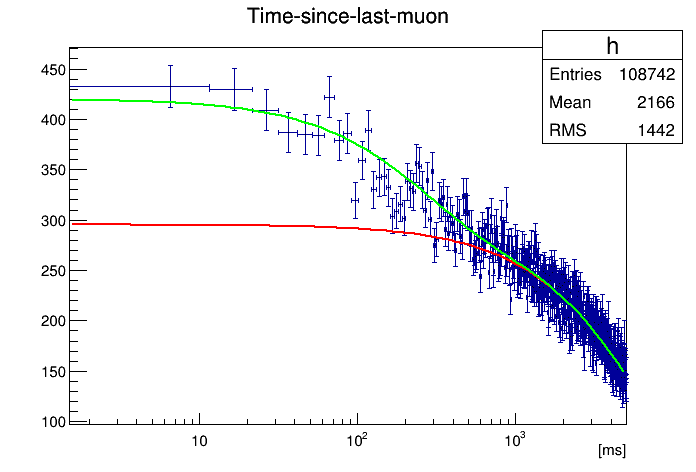 Time-since-last-muon
h
Entries 108742
Mean 2166
RMS 1442
450
400
350
300
250
200
150
100
10
10²
10³
[ms]